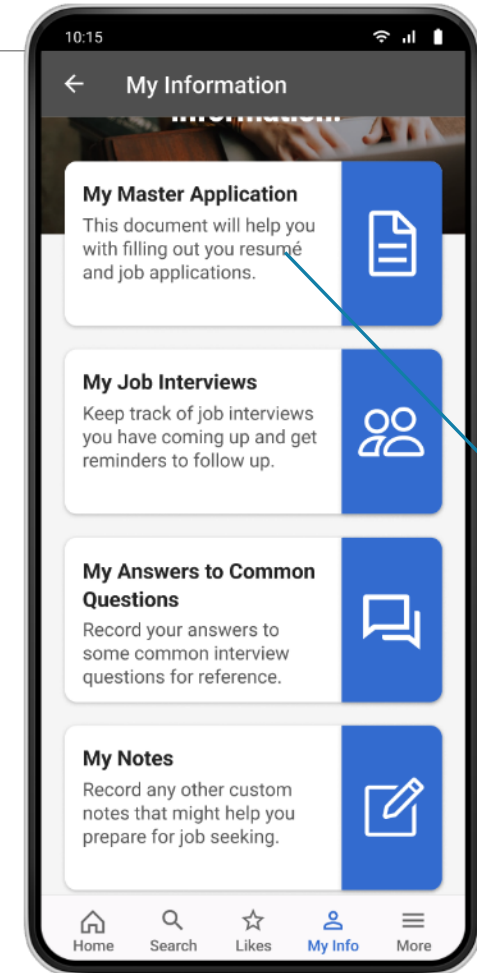 10:15
My Information
information.
My Master Application
This document will help you
with filling out you resumé
and job applications.
My Job Interviews
Keep track of job interviews
you have coming up and get
reminders to follow up.
My Answers to Common
Questions
Record your answers to
some common interview
questions for reference.
My Notes
Record any other custom
notes that might help you
prepare for job seeking.
Home
Search
Likes
My Info
More